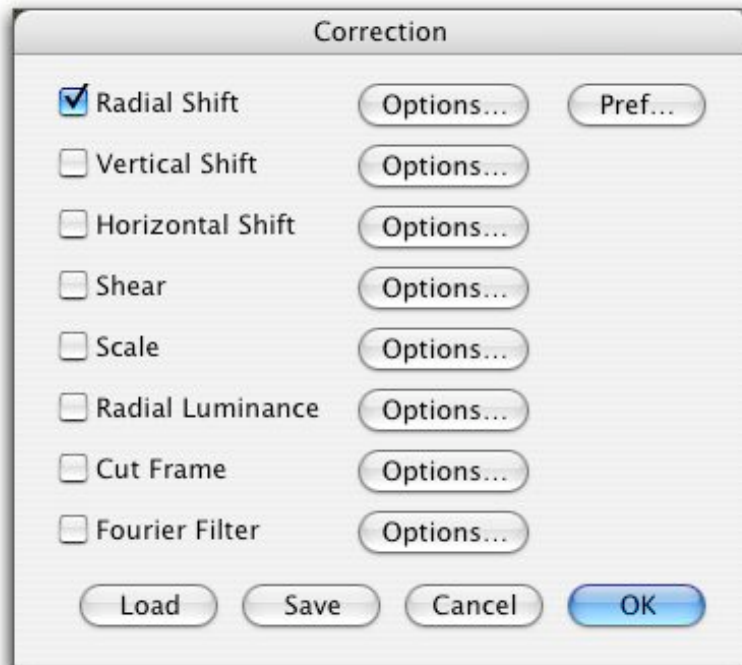 Correction
Radial Shift Options... Pref...
Vertical Shift Options...
Horizontal Shift Options...
Shear Options...
Scale Options...
Radial Luminance Options...
Cut Frame Options...
Fourier Filter Options...
Load Save Cancel OK